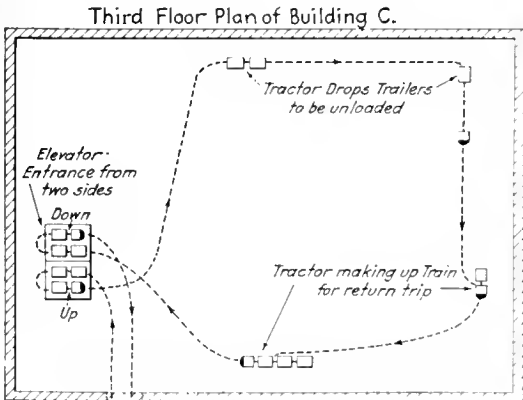 Third Floor Plan of Building C.
Tractor Drops Trailers
to be unloaded
Elevator-
Entrance from
two sides
Down
Up
Tractor making up Train
for return trip